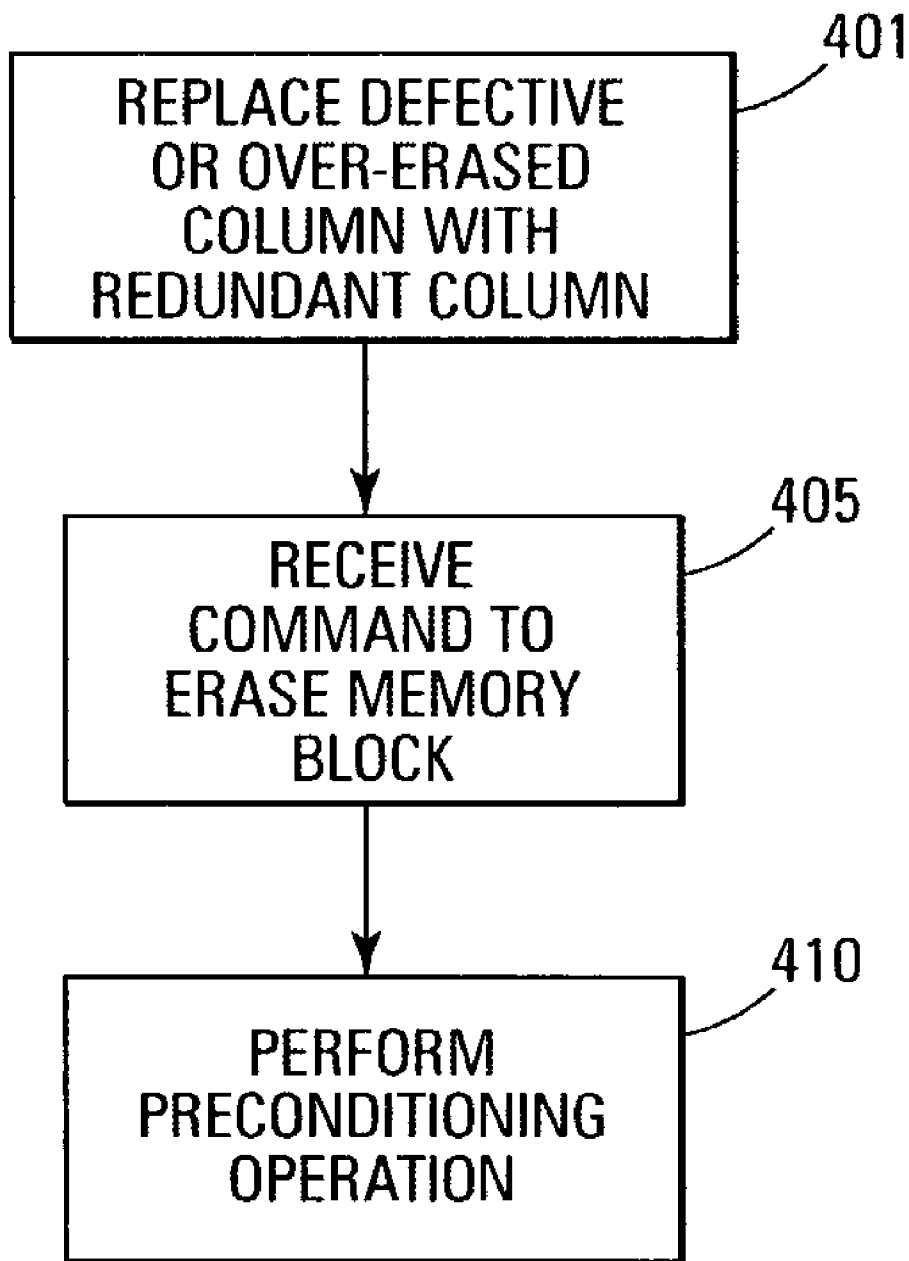 401
REPLACE DEFECTIVE
OR OVER-ERASED
COLUMN WITH
REDUNDANT COLUMN
405
RECEIVE
COMMAND TO
ERASE MEMORY
BLOCK
410
PERFORM
PRECONDITIONING
OPERATION